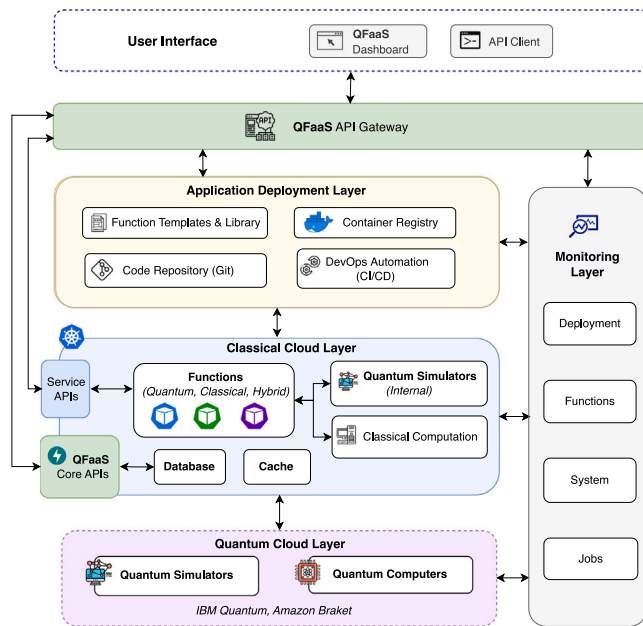 User Interface
QFaaS
Dashboard
API Client
API
QFaaS API Gateway
Application Deployment Layer
Function Templates & Library
Container Registry
Code Repository (Git)
DevOps Automation
(CI/CD)
Monitoring
Layer
Deployment
Functions
System
Jobs
Classical Cloud Layer
Service
APIs
Functions
(Quantum, Classical, Hybrid)
Quantum Simulators
(Internal)
Classical Computation
QFaaS
Core APIs
Database
Cache
Quantum Cloud Layer
Quantum Simulators
Quantum Computers
IBM Quantum, Amazon Braket